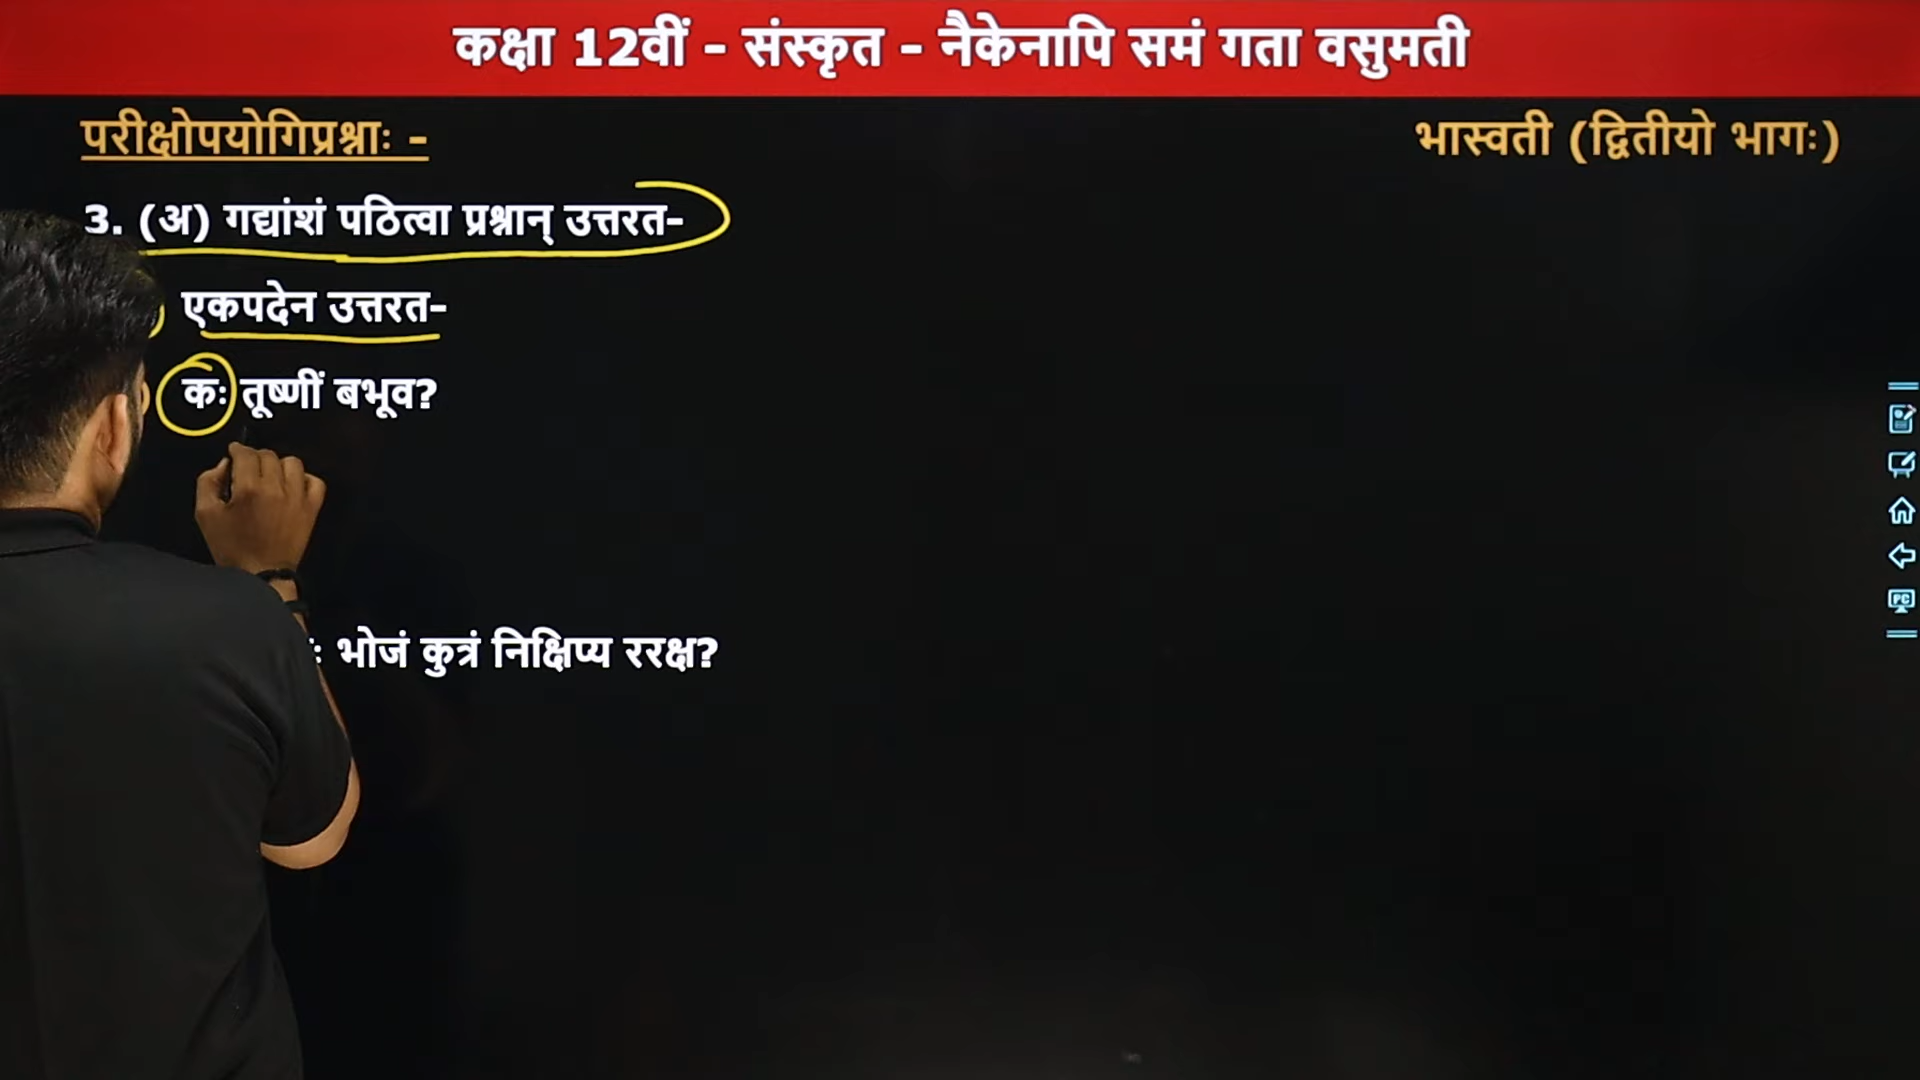 कक्षा 12वीं - संस्कृत - नैकेनापि समं गता वसुमती
परीक्षोपयोगिप्रश्नाः -
भास्वती (द्वितीयो भागः)
3. (अ) गद्यांशं पठित्वा प्रश्नान् उत्तरत-
एकपदेन उत्तरत-
कः तूष्णीं बभूव?
भोजं कुत्रं निक्षिप्य ररक्ष?
PC